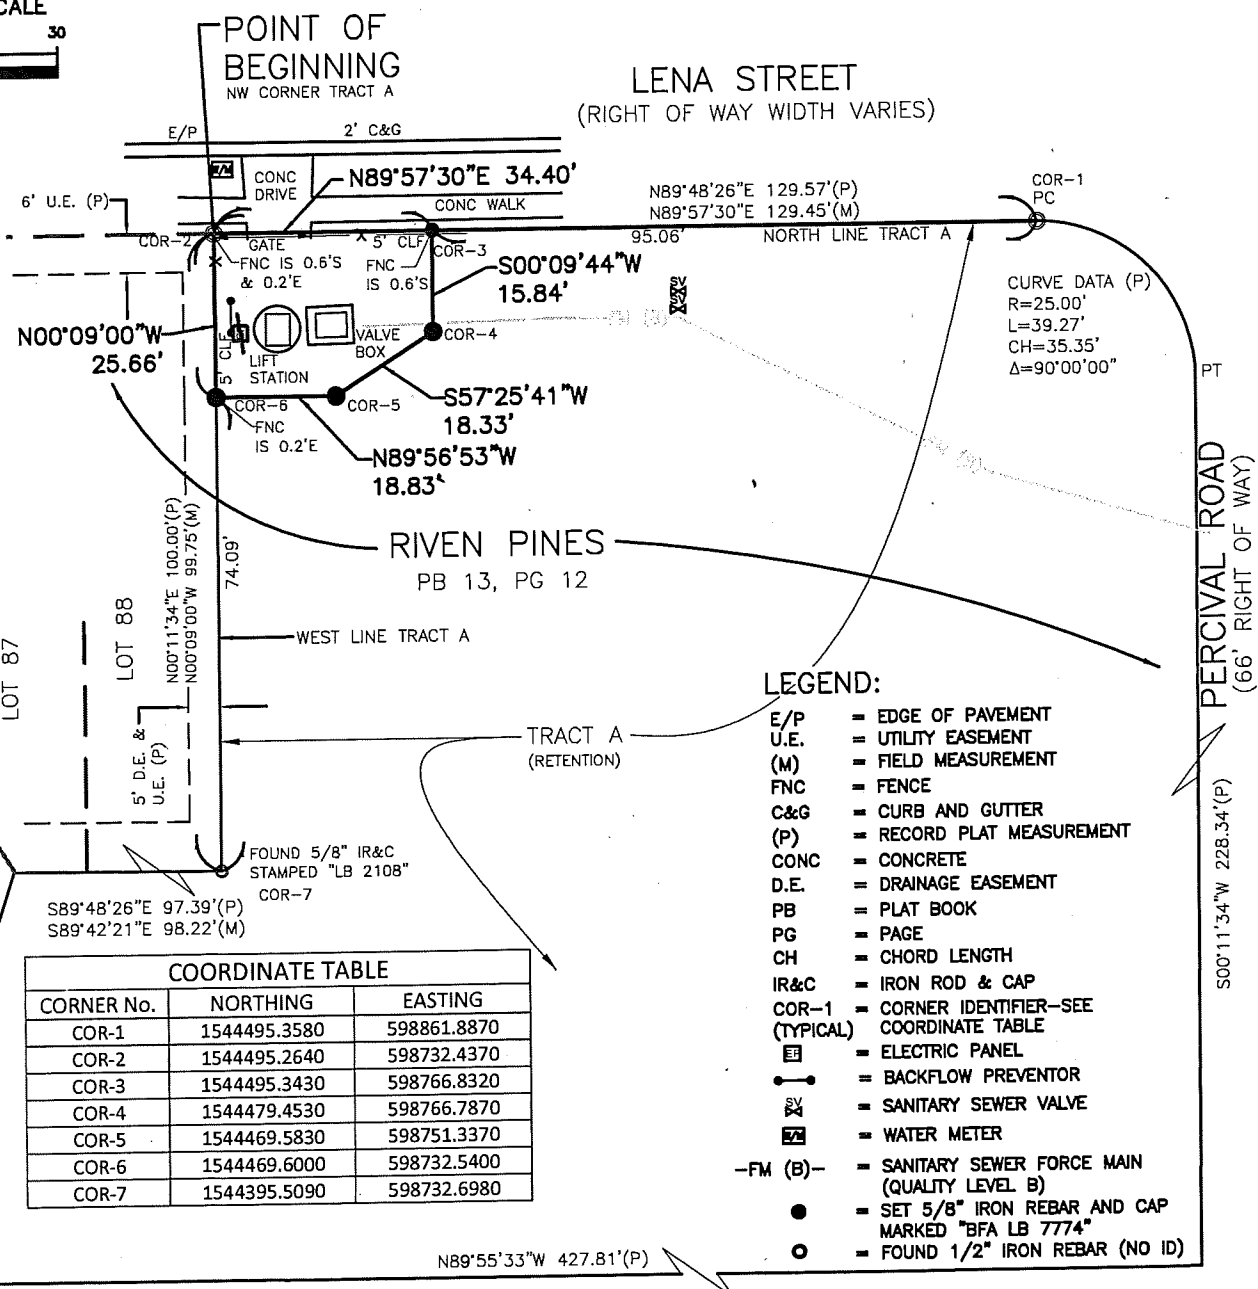 CALE
30
POINT OF
BEGINNING
NW CORNER TRACT A
LENA STREET
(RIGHT OF WAY WIDTH VARIES)
E/P
2' C&G
W/M
CONC
DRIVE
N89°57'30"E 34.40'
CONC WALK
6' U.E. (P)
N89°48'26"E 129.57'(P)
N89°57'30"E 129.45'(M)
COR-1
PC
COR-2
GATE
5' CLF
COR-3
95.06'
NORTH LINE TRACT A
FNC IS 0.6'S
& 0.2'E
FNC
IS 0.6'S
S00°09'44"W
15.84'
SV
SV
CURVE DATA (P)
R=25.00'
L=39.27'
CH=35.35'
Δ=90°00'00"
N00°09'00"W
25.66'
5' CLF
LIFT
STATION
VALVE
BOX
COR-4
FM (B)
PT
COR-6
COR-5
S57°25'41"W
18.33'
FNC
IS 0.2'E
N89°56'53"W
18.83'
FM (B)
PERCIVAL ROAD
(66' RIGHT OF WAY)
RIVEN PINES
PB 13, PG 12
N00°11'34"E 100.00'(P)
N00°09'00"W 99.75'(M)
74.09'
LOT 87
LOT 88
WEST LINE TRACT A
5' D.E. &
U.E. (P)
TRACT A
(RETENTION)
S00°11'34"W 228.34'(P)
FOUND 5/8" IR&C
STAMPED "LB 2108"
COR-7
S89°48'26"E 97.39'(P)
S89°42'21"E 98.22'(M)
LEGEND:
E/P = EDGE OF PAVEMENT
U.E. = UTILITY EASEMENT
(M) = FIELD MEASUREMENT
FNC = FENCE
C&G = CURB AND GUTTER
(P) = RECORD PLAT MEASUREMENT
CONC = CONCRETE
D.E. = DRAINAGE EASEMENT
PB = PLAT BOOK
PG = PAGE
CH = CHORD LENGTH
IR&C = IRON ROD & CAP
COR-1 = CORNER IDENTIFIER-SEE
(TYPICAL) COORDINATE TABLE
EP = ELECTRIC PANEL
= BACKFLOW PREVENTOR
SV = SANITARY SEWER VALVE
W/M = WATER METER
-FM (B)- = SANITARY SEWER FORCE MAIN
(QUALITY LEVEL B)
= SET 5/8" IRON REBAR AND CAP
MARKED "BFA LB 7774"
= FOUND 1/2" IRON REBAR (NO ID)
COORDINATE TABLE
CORNER No. NORTHING EASTING
COR-1 1544495.3580 598861.8870
COR-2 1544495.2640 598732.4370
COR-3 1544495.3430 598766.8320
COR-4 1544479.4530 598766.7870
COR-5 1544469.5830 598751.3370
COR-6 1544469.6000 598732.5400
COR-7 1544395.5090 598732.6980
N89°55'33"W 427.81'(P)